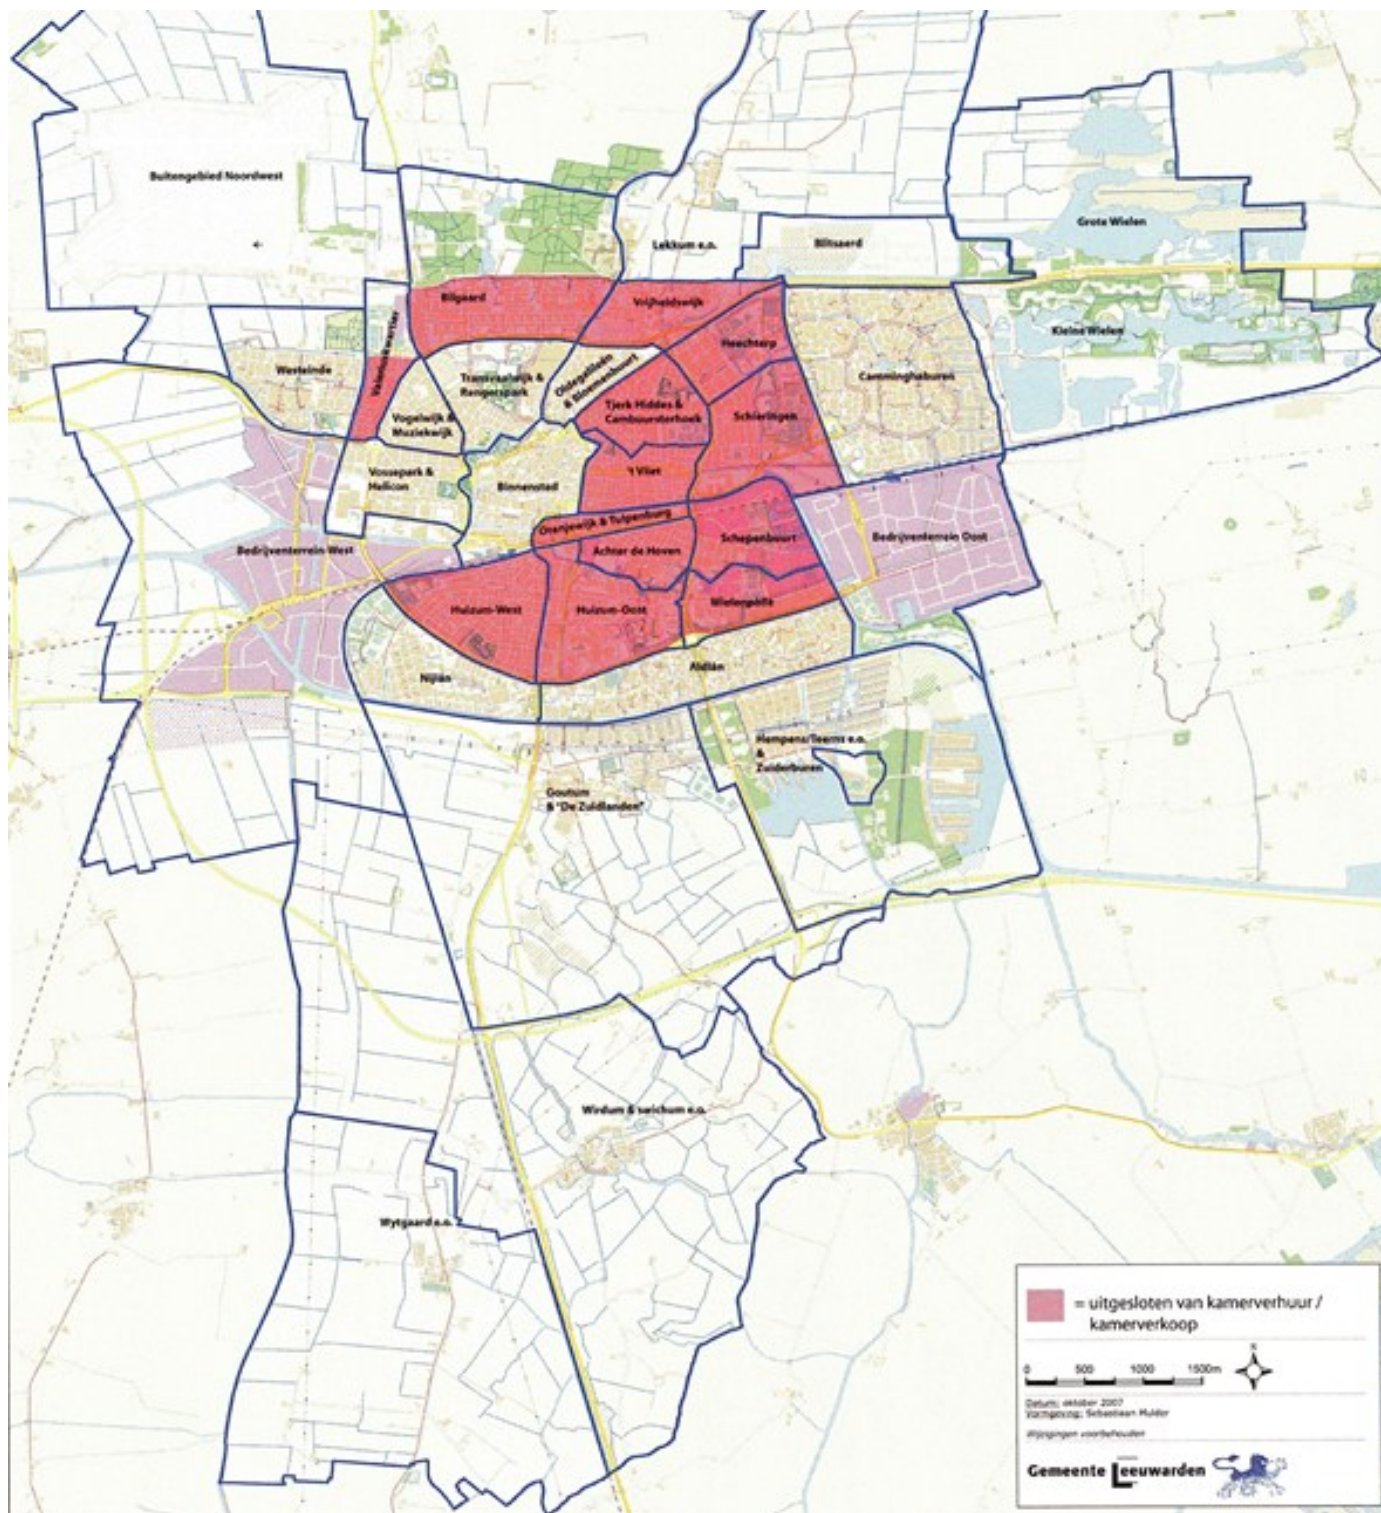 Buitengebied Noordwest
Grote Wielen
Lekkum e.o.
Blitsaerd
Bilgaard
Vrijheidswijk
Valeriuskwartier
Heechterp
Kleine Wielen
Westeinde
Transvaalwijk &
Rengerspark
Oldegalileën
& Bloemenbuurt
Camminghaburen
Vogelwijk &
Muziekwijk
Tjerk Hiddes &
Cambuursterhoek
Schieringen
Vossepark &
Helicon
Binnenstad
't Vliet
Oranjewijk & Tulpenburg
Bedrijventerrein-West
Achter de Hoven
Schepenbuurt
Bedrijventerrein Oost
Huizum-West
Huizum-Oost
Wielenpôlle
Nijlân
Aldlân
Hempens/Teerns e.o.
&
Zuiderburen
Goutum
& "De Zuidlanden"
Wirdum & swichum e.o.
Wytgaard e.o.
= uitgesloten van kamerverhuur /
kamerverkoop
0 500 1000 1500m
N
Datum: oktober 2007
Vormgeving: Sebastiaan Mulder
Wijzigingen voorbehouden
Gemeente Leeuwarden